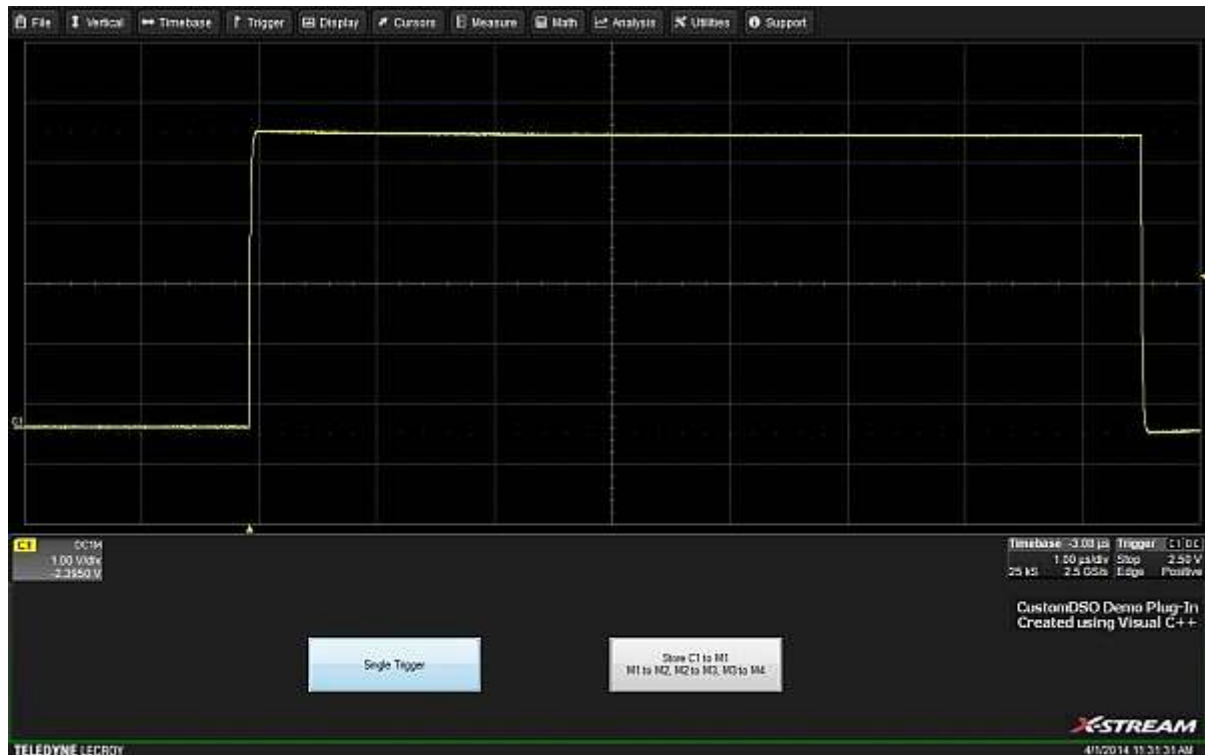 File Vertical Timebase Trigger Display Cursors Measure Math Analysis Utilities Support
C1
C1 DC1M
1.00 V/div
-2.3950 V
Timebase -3.00 µs
1.00 µs/div
25 kS 2.5 GS/s
Trigger C1 DC
Stop 2.50 V
Edge Positive
CustomDSO Demo Plug-In
Created using Visual C++
Single Trigger
Store C1 to M1
M1 to M2, M2 to M3, M3 to M4
X-STREAM
TELEDYNE LECROY
4/1/2014 11:31:31 AM